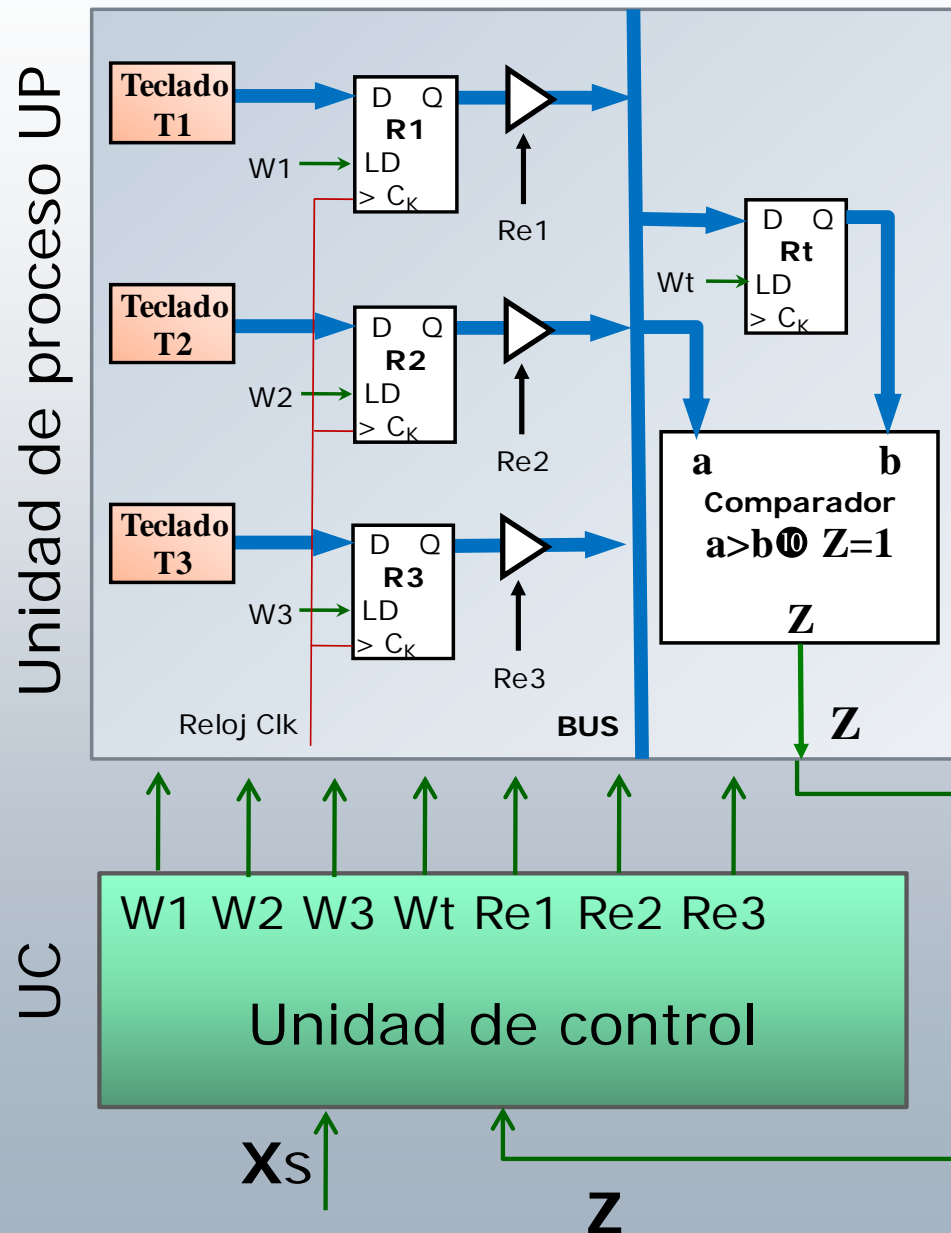 Unidad de proceso UP
Teclado
T1
D Q
R1
W1
LD
> CK
Re1
Teclado
T2
D Q
R2
W2
LD
> CK
Re2
Teclado
T3
D Q
R3
W3
LD
> CK
Re3
Reloj Clk
BUS
D Q
Rt
Wt
LD
> CK
a b
Comparador
a>b❿ Z=1
Z
Z
UC
W1 W2 W3 Wt Re1 Re2 Re3
Unidad de control
Xs
Z